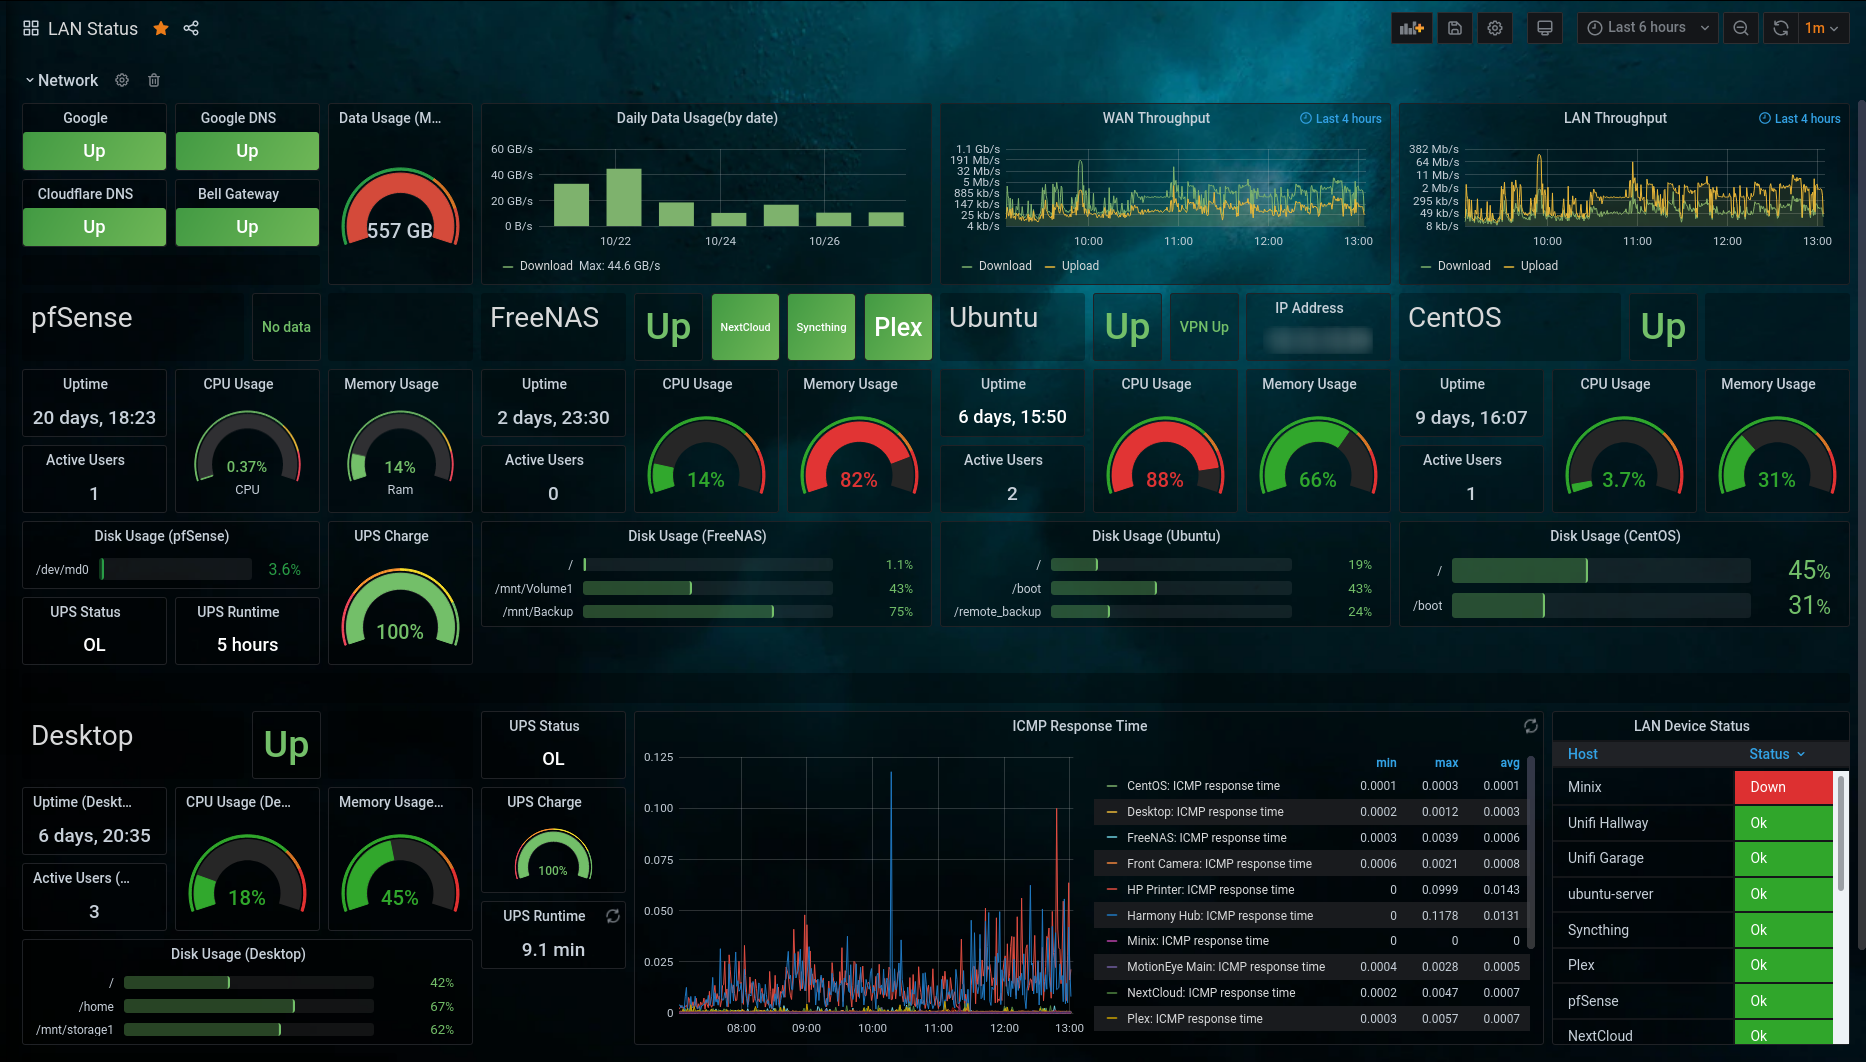 LAN Status
Last 6 hours
1m
Network
Google
Up
Google DNS
Up
Cloudflare DNS
Up
Bell Gateway
Up
Data Usage (M...
557 GB
Daily Data Usage(by date)
60 GB/s
40 GB/s
20 GB/s
0 B/s
10/22 10/24 10/26
Download Max: 44.6 GB/s
WAN Throughput
Last 4 hours
1.1 Gb/s
191 Mb/s
32 Mb/s
5 Mb/s
885 kb/s
147 kb/s
25 kb/s
4 kb/s
10:00 11:00 12:00 13:00
Download Upload
LAN Throughput
Last 4 hours
382 Mb/s
64 Mb/s
11 Mb/s
2 Mb/s
295 kb/s
49 kb/s
8 kb/s
10:00 11:00 12:00 13:00
Download Upload
pfSense
No data
FreeNAS
Up
NextCloud
Syncthing
Plex
Ubuntu
Up
VPN Up
IP Address
CentOS
Up
Uptime
20 days, 18:23
Active Users
1
CPU Usage
0.37%
CPU
Memory Usage
14%
Ram
Uptime
2 days, 23:30
Active Users
0
CPU Usage
14%
Memory Usage
82%
Uptime
6 days, 15:50
Active Users
2
CPU Usage
88%
Memory Usage
66%
Uptime
9 days, 16:07
Active Users
1
CPU Usage
3.7%
Memory Usage
31%
Disk Usage (pfSense)
/dev/md0 3.6%
UPS Status
OL
UPS Runtime
5 hours
UPS Charge
100%
Disk Usage (FreeNAS)
/ 1.1%
/mnt/Volume1 43%
/mnt/Backup 75%
Disk Usage (Ubuntu)
/ 19%
/boot 43%
/remote_backup 24%
Disk Usage (CentOS)
/ 45%
/boot 31%
Desktop
Up
Uptime (Deskt...
6 days, 20:35
Active Users (...
3
CPU Usage (De...
18%
Memory Usage...
45%
Disk Usage (Desktop)
/ 42%
/home 67%
/mnt/storage1 62%
UPS Status
OL
UPS Charge
100%
UPS Runtime
9.1 min
ICMP Response Time
0.125
0.100
0.075
0.050
0.025
0
08:00 09:00 10:00 11:00 12:00 13:00
min max avg
CentOS: ICMP response time 0.0001 0.0003 0.0001
Desktop: ICMP response time 0.0002 0.0012 0.0003
FreeNAS: ICMP response time 0.0003 0.0039 0.0006
Front Camera: ICMP response time 0.0006 0.0021 0.0008
HP Printer: ICMP response time 0 0.0999 0.0143
Harmony Hub: ICMP response time 0 0.1178 0.0131
Minix: ICMP response time 0 0 0
MotionEye Main: ICMP response time 0.0004 0.0028 0.0005
NextCloud: ICMP response time 0.0002 0.0047 0.0007
Plex: ICMP response time 0.0003 0.0057 0.0007
LAN Device Status
Host Status
Minix Down
Unifi Hallway Ok
Unifi Garage Ok
ubuntu-server Ok
Syncthing Ok
Plex Ok
pfSense Ok
NextCloud Ok